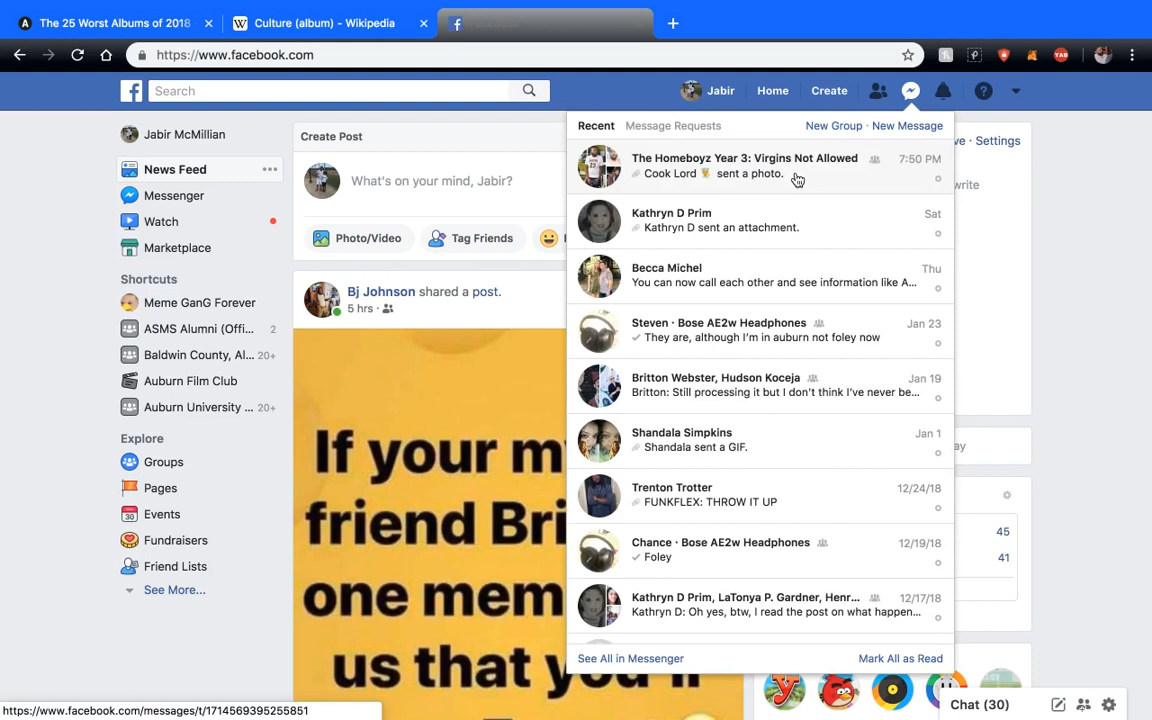 The 25 Worst Albums of 2018
Culture (album) - Wikipedia
https://www.facebook.com
Search
Jabir
Home
Create
Recent
Message Requests
New Group · New Message
Jabir McMillian
News Feed
Messenger
Watch
Marketplace
Shortcuts
Meme GanG Forever
ASMS Alumni (Offi... 2
Baldwin County, Al... 20+
Auburn Film Club
Auburn University ... 20+
Explore
Groups
Pages
Events
Fundraisers
Friend Lists
See More...
Create Post
What's on your mind, Jabir?
Photo/Video
Tag Friends
Bj Johnson shared a post.
5 hrs ·
If your m
friend Bri
one mem
us that y
The Homeboyz Year 3: Virgins Not Allowed 7:50 PM
Cook Lord sent a photo.
Kathryn D Prim Sat
Kathryn D sent an attachment.
Becca Michel Thu
You can now call each other and see information like A...
Steven · Bose AE2w Headphones Jan 23
They are, although I'm in auburn not foley now
Britton Webster, Hudson Koceja Jan 19
Britton: Still processing it but I don't think I've never be...
Shandala Simpkins Jan 1
Shandala sent a GIF.
Trenton Trotter 12/24/18
FUNKFLEX: THROW IT UP
Chance · Bose AE2w Headphones 12/19/18
Foley
Kathryn D Prim, LaTonya P. Gardner, Henr... 12/17/18
Kathryn D: Oh yes, btw, I read the post on what happen...
See All in Messenger
Mark All as Read
ve · Settings
write
ay
45
41
Chat (30)
https://www.facebook.com/messages/t/1714569395255851